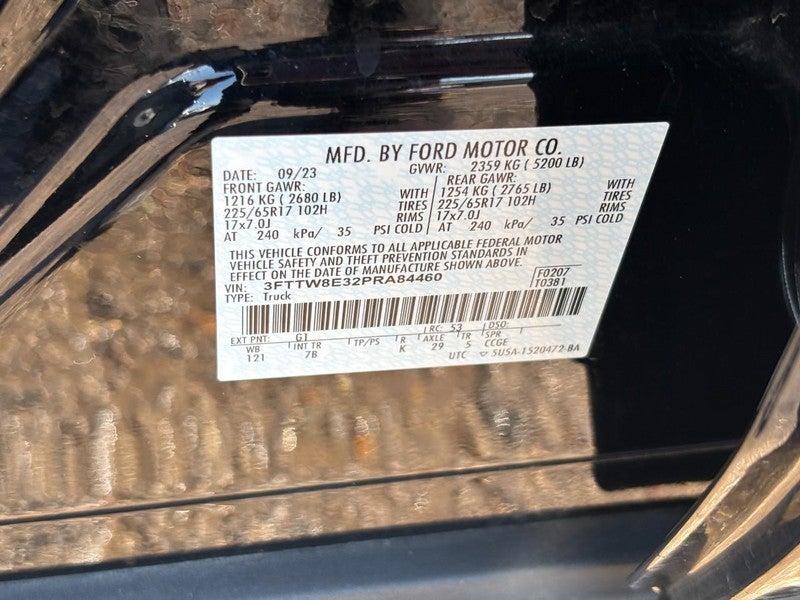 MFD. BY FORD MOTOR CO.
DATE: 09/23 GVWR: 2359 KG ( 5200 LB)
FRONT GAWR: REAR GAWR:
1216 KG ( 2680 LB) WITH 1254 KG ( 2765 LB) WITH
225/65R17 102H TIRES 225/65R17 102H TIRES
17x7.0J RIMS 17x7.0J RIMS
AT 240 kPa/ 35 PSI COLD AT 240 kPa/ 35 PSI COLD
THIS VEHICLE CONFORMS TO ALL APPLICABLE FEDERAL MOTOR
VEHICLE SAFETY AND THEFT PREVENTION STANDARDS IN
EFFECT ON THE DATE OF MANUFACTURE SHOWN ABOVE.
VIN: 3FTTW8E32PRA84460 F0207
TYPE: Truck T0381
EXT PNT: G1 RC: 53
WB INT TR TP/PS R AXLE TR SPR
121 7B K 29 5 CCGE
UTC 5U5A-1520472-BA